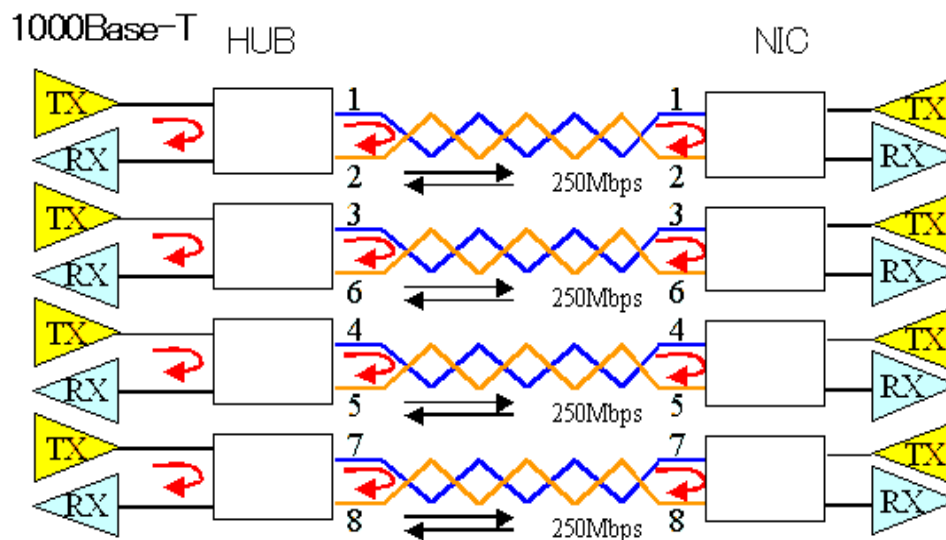 1000Base-T HUB NIC
TX 1 1 TX
RX 2 250Mbps 2 RX
TX 3 3 TX
RX 6 250Mbps 6 RX
TX 4 4 TX
RX 5 250Mbps 5 RX
TX 7 7 TX
RX 8 250Mbps 8 RX